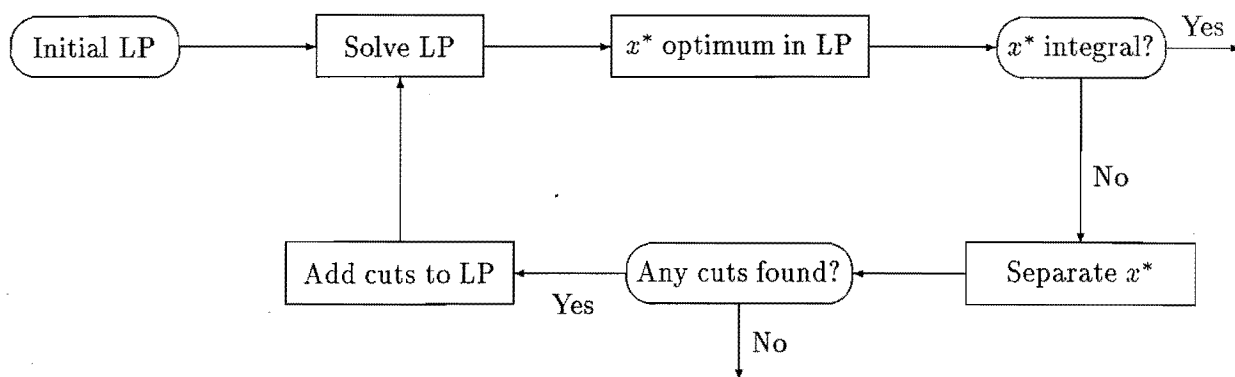 Initial LP
Solve LP
x* optimum in LP
x* integral?
Yes
No
Add cuts to LP
Yes
Any cuts found?
Separate x*
No